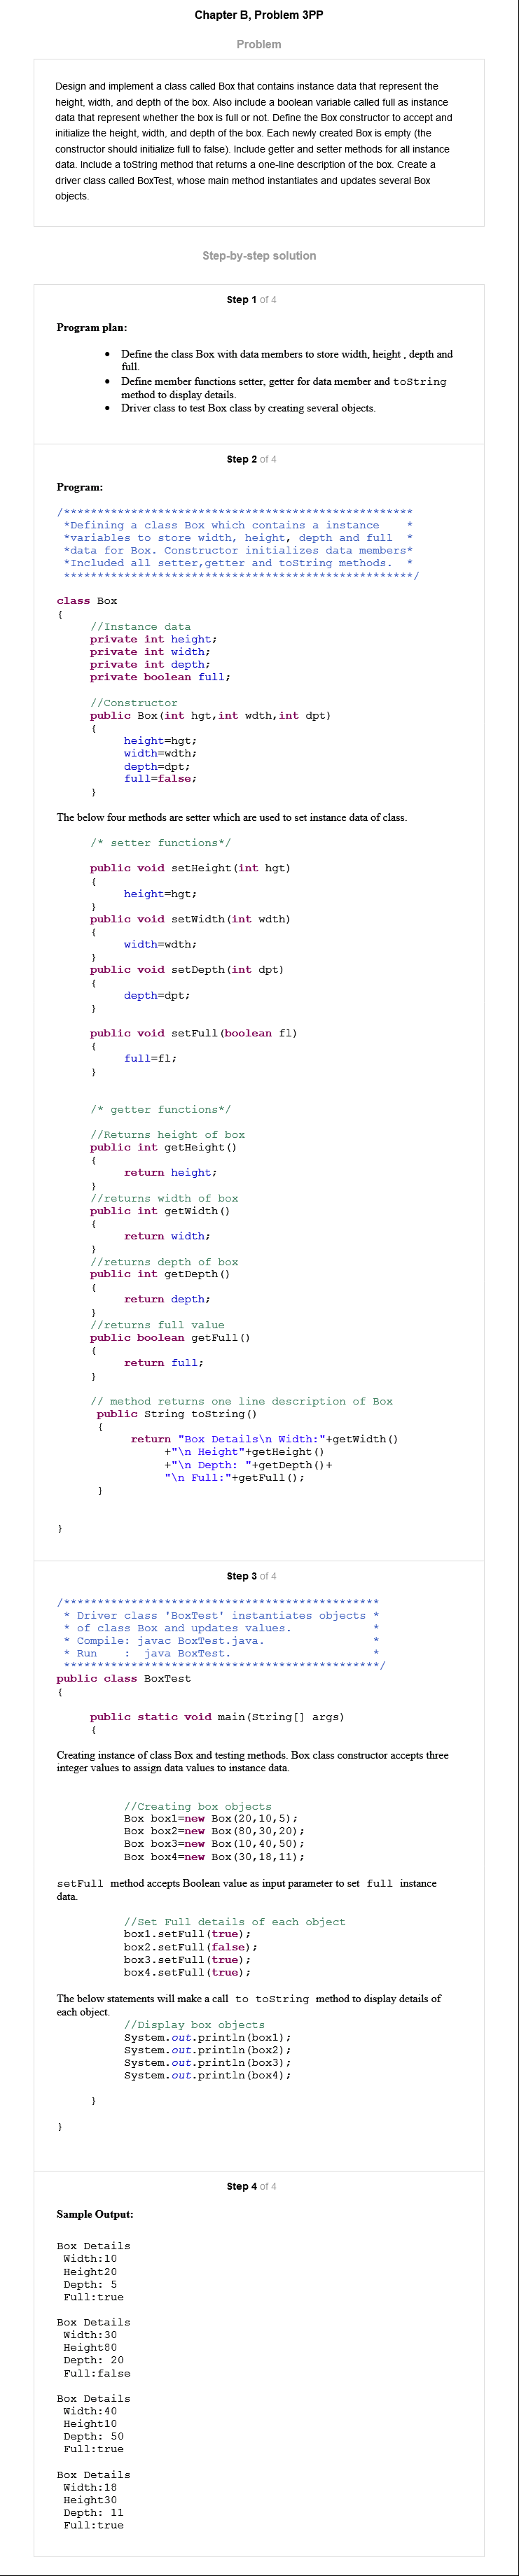 Chapter B, Problem 3PP
Problem
Design and implement a class called Box that contains instance data that represent the
height, width, and depth of the box. Also include a boolean variable called full as instance
data that represent whether the box is full or not. Define the Box constructor to accept and
initialize the height, width, and depth of the box. Each newly created Box is empty (the
constructor should initialize full to false). Include getter and setter methods for all instance
data. Include a toString method that returns a one-line description of the box. Create a
driver class called BoxTest, whose main method instantiates and updates several Box
objects.
Step-by-step solution
Step 1 of 4
Program plan:
• Define the class Box with data members to store width, height , depth and
full.
• Define member functions setter, getter for data member and toString
method to display details.
• Driver class to test Box class by creating several objects.
Step 2 of 4
Program:
/****************************************************
*Defining a class Box which contains a instance    *
*variables to store width, height, depth and full  *
*data for Box. Constructor initializes data members*
*Included all setter,getter and toString methods.  *
****************************************************/
class Box
{
//Instance data
private int height;
private int width;
private int depth;
private boolean full;
//Constructor
public Box(int hgt,int wdth,int dpt)
{
height=hgt;
width=wdth;
depth=dpt;
full=false;
}
The below four methods are setter which are used to set instance data of class.
/* setter functions*/
public void setHeight(int hgt)
{
height=hgt;
}
public void setWidth(int wdth)
{
width=wdth;
}
public void setDepth(int dpt)
{
depth=dpt;
}
public void setFull(boolean fl)
{
full=fl;
}
/* getter functions*/
//Returns height of box
public int getHeight()
{
return height;
}
//returns width of box
public int getWidth()
{
return width;
}
//returns depth of box
public int getDepth()
{
return depth;
}
//returns full value
public boolean getFull()
{
return full;
}
// method returns one line description of Box
public String toString()
{
return "Box Details\n Width:"+getWidth()
+"\n Height"+getHeight()
+"\n Depth: "+getDepth()+
"\n Full:"+getFull();
}
}
Step 3 of 4
/***********************************************
* Driver class 'BoxTest' instantiates objects *
* of class Box and updates values.            *
* Compile: javac BoxTest.java.                *
* Run    :  java BoxTest.                     *
***********************************************/
public class BoxTest
{
public static void main(String[] args)
{
Creating instance of class Box and testing methods. Box class constructor accepts three
integer values to assign data values to instance data.
//Creating box objects
Box box1=new Box(20,10,5);
Box box2=new Box(80,30,20);
Box box3=new Box(10,40,50);
Box box4=new Box(30,18,11);
setFull method accepts Boolean value as input parameter to set full instance
data.
//Set Full details of each object
box1.setFull(true);
box2.setFull(false);
box3.setFull(true);
box4.setFull(true);
The below statements will make a call to toString method to display details of
each object.
//Display box objects
System.out.println(box1);
System.out.println(box2);
System.out.println(box3);
System.out.println(box4);
}
}
Step 4 of 4
Sample Output:
Box Details
Width:10
Height20
Depth: 5
Full:true
Box Details
Width:30
Height80
Depth: 20
Full:false
Box Details
Width:40
Height10
Depth: 50
Full:true
Box Details
Width:18
Height30
Depth: 11
Full:true